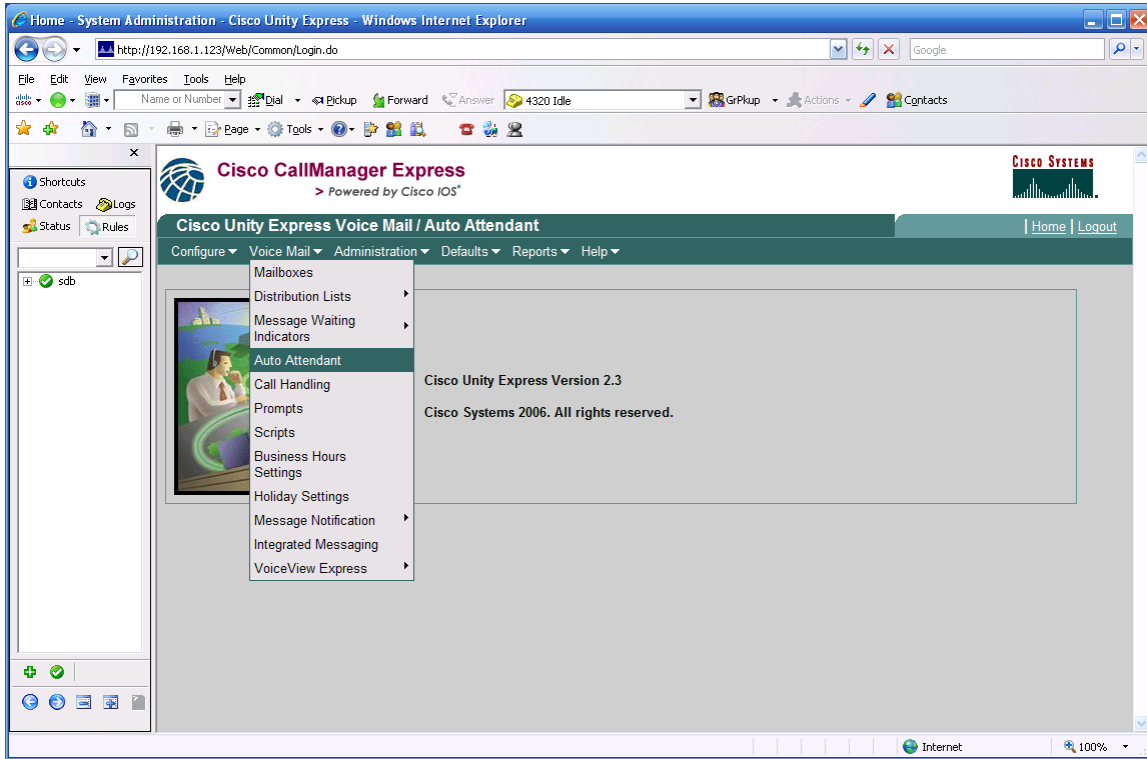 Home - System Administration - Cisco Unity Express - Windows Internet Explorer
http://192.168.1.123/Web/Common/Login.do
Google
File Edit View Favorites Tools Help
cisco Name or Number Dial Pickup Forward Answer 4320 Idle GrPkup Actions Contacts
Page Tools
Shortcuts
Contacts Logs
Status Rules
sdb
Cisco CallManager Express
> Powered by Cisco IOS®
CISCO SYSTEMS
Cisco Unity Express Voice Mail / Auto Attendant
| Home | Logout
Configure Voice Mail Administration Defaults Reports Help
Mailboxes
Distribution Lists
Message Waiting
Indicators
Auto Attendant
Call Handling
Prompts
Scripts
Business Hours
Settings
Holiday Settings
Message Notification
Integrated Messaging
VoiceView Express
Cisco Unity Express Version 2.3
Cisco Systems 2006. All rights reserved.
Internet
100%